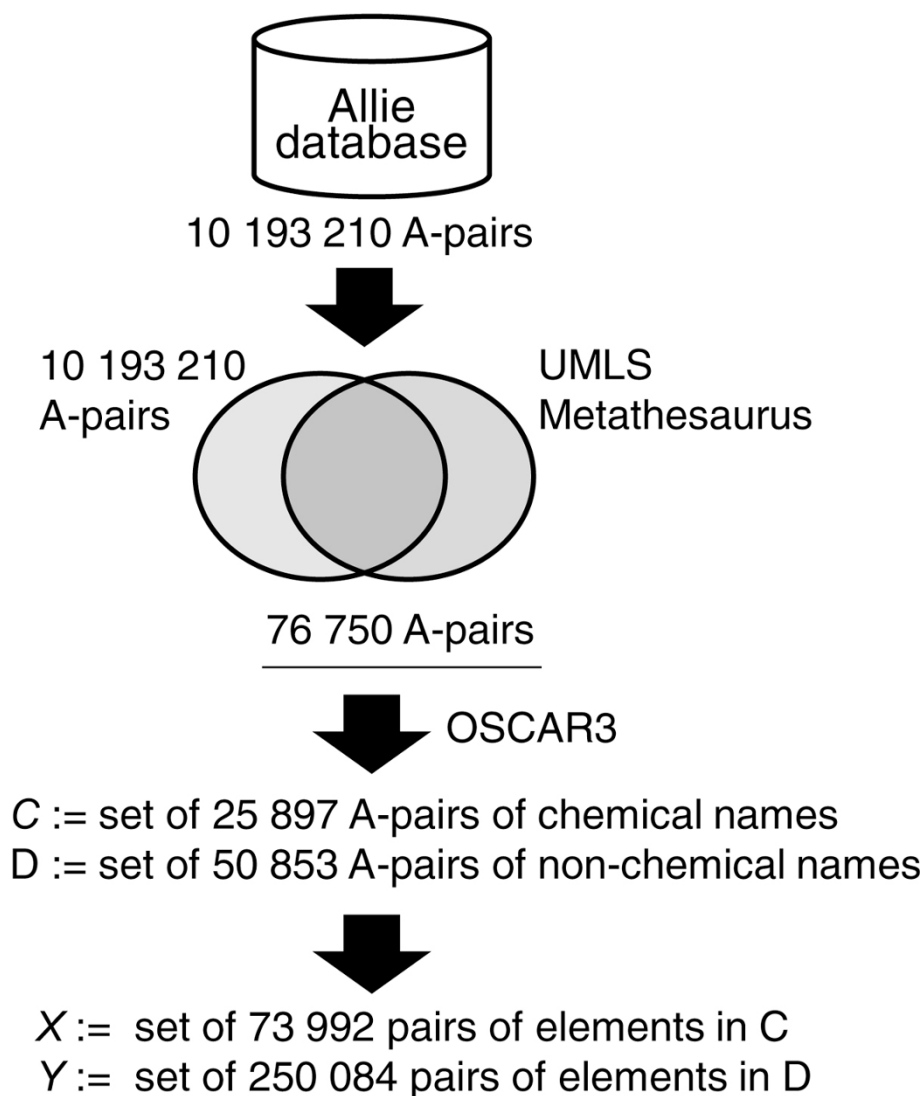 Allie
database
10 193 210 A-pairs
10 193 210
A-pairs
UMLS
Metathesaurus
76 750 A-pairs
OSCAR3
C := set of 25 897 A-pairs of chemical names
D := set of 50 853 A-pairs of non-chemical names
X := set of 73 992 pairs of elements in C
Y := set of 250 084 pairs of elements in D